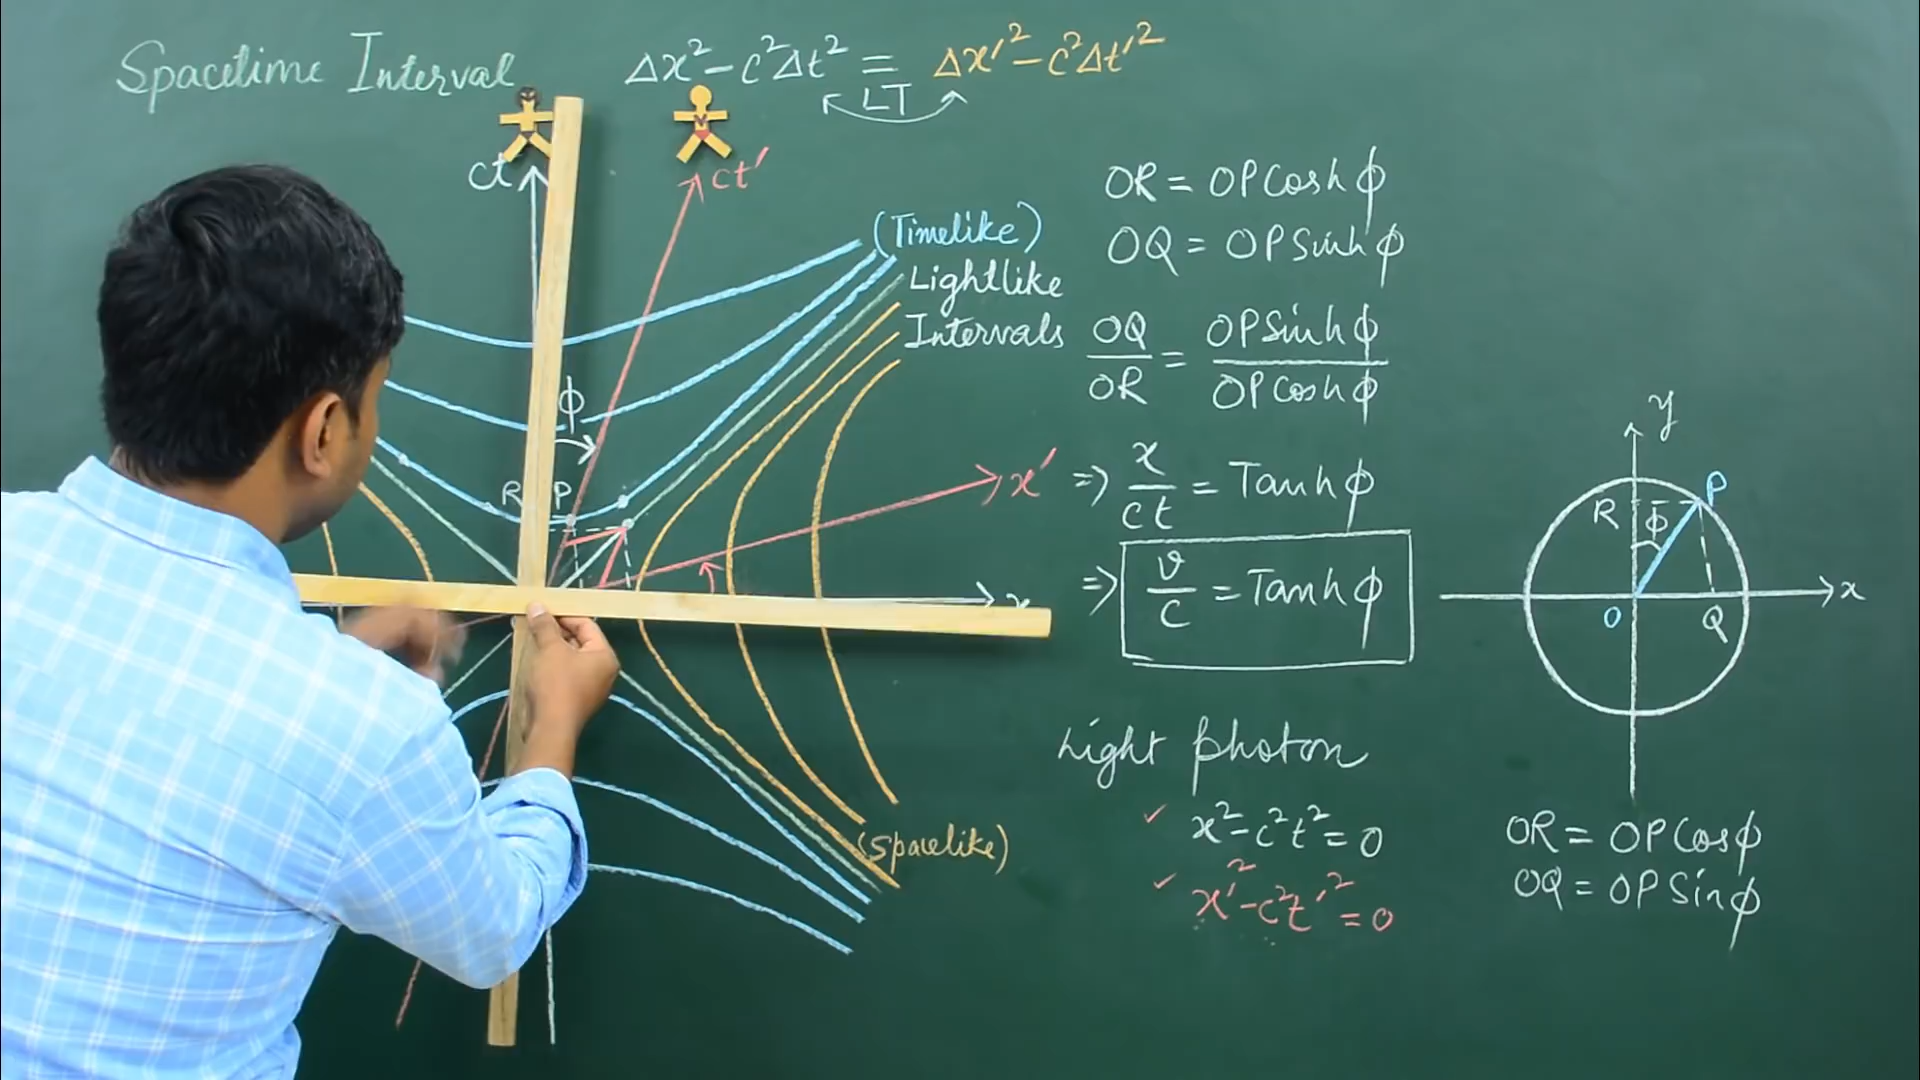 Spacetime Interval
Δx² - c²Δt² = Δx'² - c²Δt'²
LT
ct
ct'
(Timelike)
Lightlike
Intervals
ϕ
R
P
x'
x
(Spacelike)
OR = OP Cosh ϕ
OQ = OP Sinh ϕ
OQ/OR = OP Sinh ϕ/OP Cosh ϕ
=> x/ct = Tanh ϕ
=> v/c = Tanh ϕ
Light photon
✓ x² - c²t² = 0
✓ x'² - c²t'² = 0
y
P
R
ϕ
x
O
Q
OR = OP Cos ϕ
OQ = OP Sin ϕ